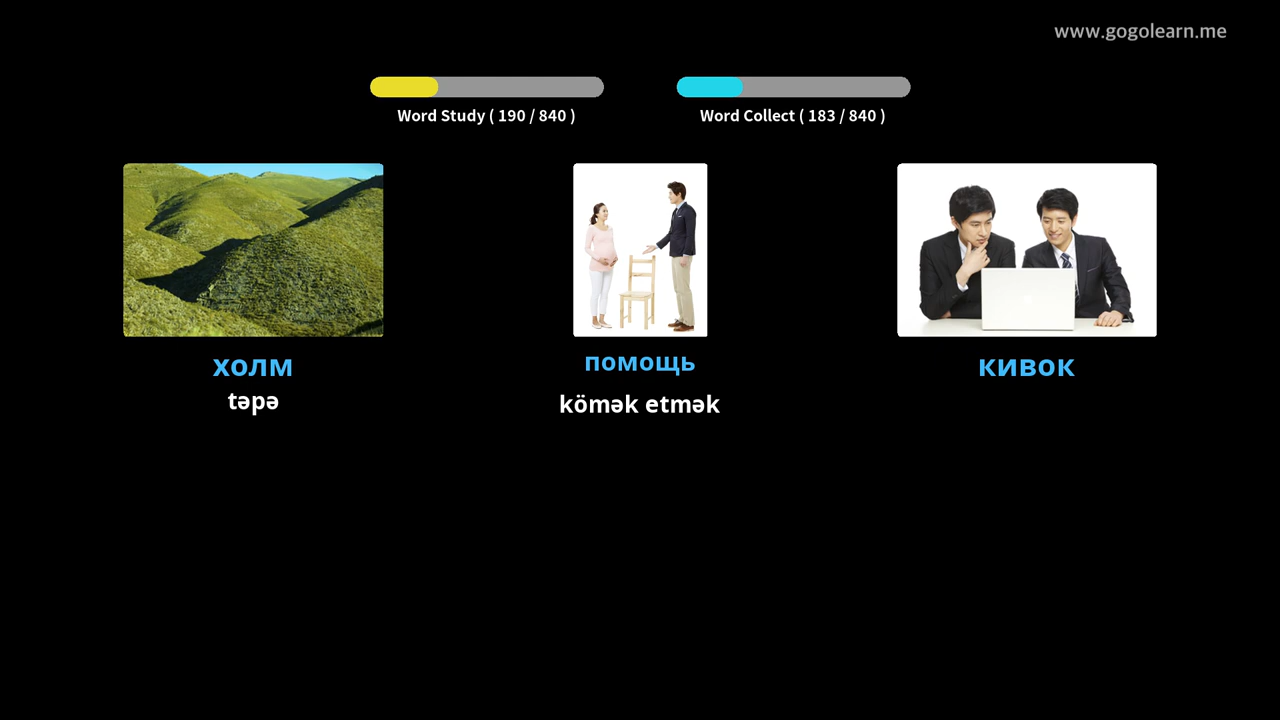 www.gogolearn.me
Word Study ( 190 / 840 )
Word Collect ( 183 / 840 )
холм
помощь
кивок
təpə
kömək etmək